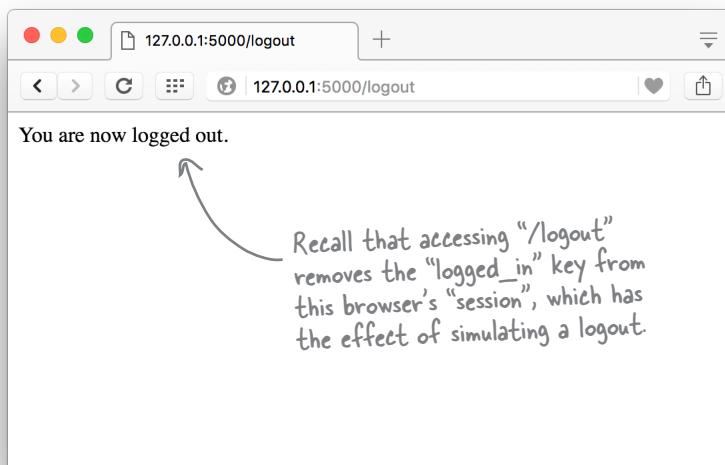 127.0.0.1:5000/logout
127.0.0.1:5000/logout
You are now logged out.
Recall that accessing “/logout”
removes the “logged_in” key from
this browser’s “session”, which has
the effect of simulating a logout.